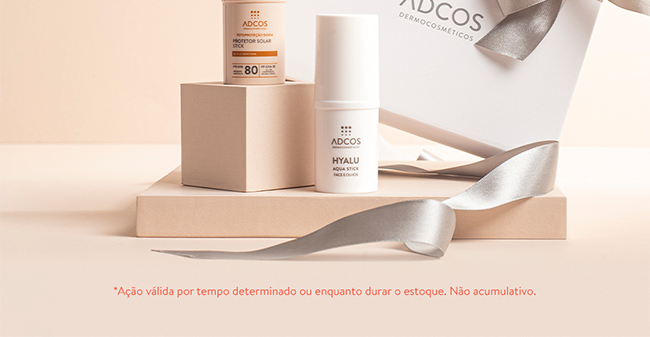 ADCOS
DERMOCOSMÉTICOS
ADCOS
PROTETOR SOLAR
STICK
80
ADCOS
DERMOCOSMÉTICOS
HYALU
AQUA STICK
FACE E OLHOS
*Ação válida por tempo determinado ou enquanto durar o estoque. Não acumulativo.